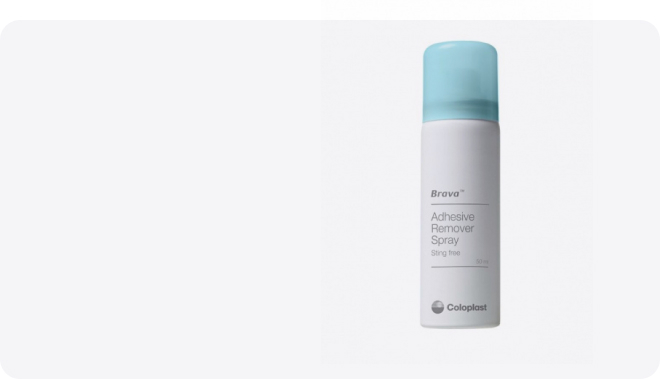 Brava™
Adhesive
Remover
Spray
Sting free
Coloplast